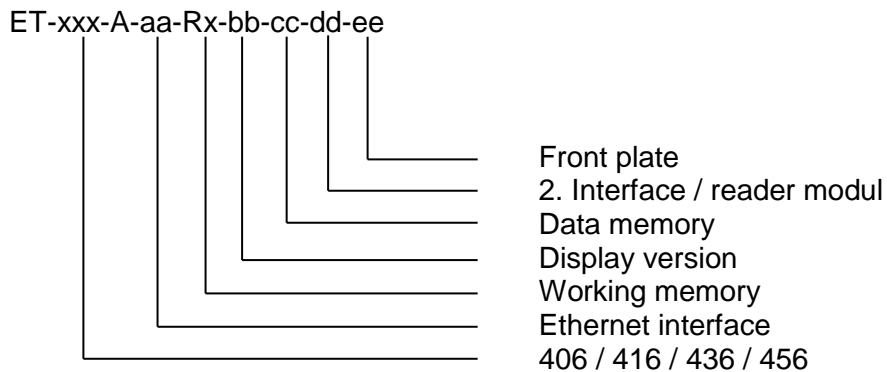 ET-xxx-A-aa-Rx-bb-cc-dd-ee
Front plate
2. Interface / reader modul
Data memory
Display version
Working memory
Ethernet interface
406 / 416 / 436 / 456